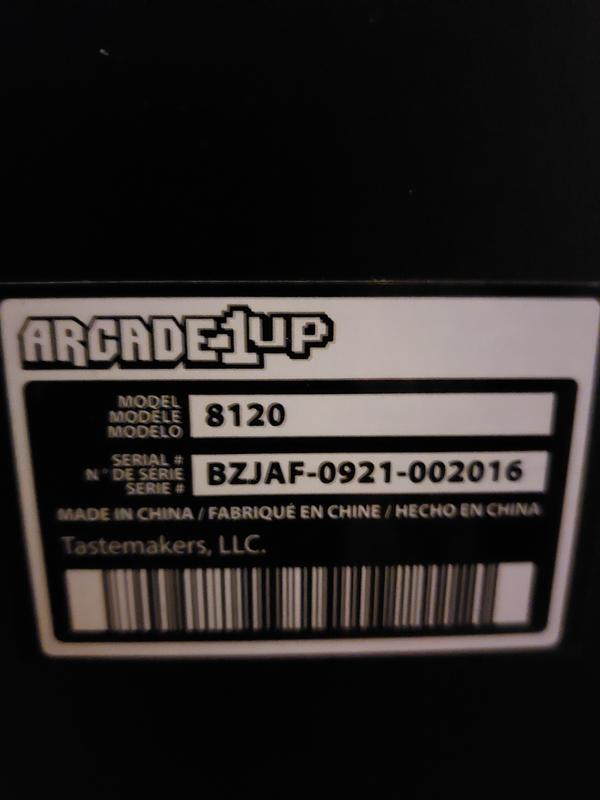 ARCADE1UP
MODEL
MODÈLE
MODELO
8120
SERIAL #
N° DE SÉRIE
SERIE #
BZJAF-0921-002016
MADE IN CHINA / FABRIQUÉ EN CHINE / HECHO EN CHINA
Tastemakers, LLC.